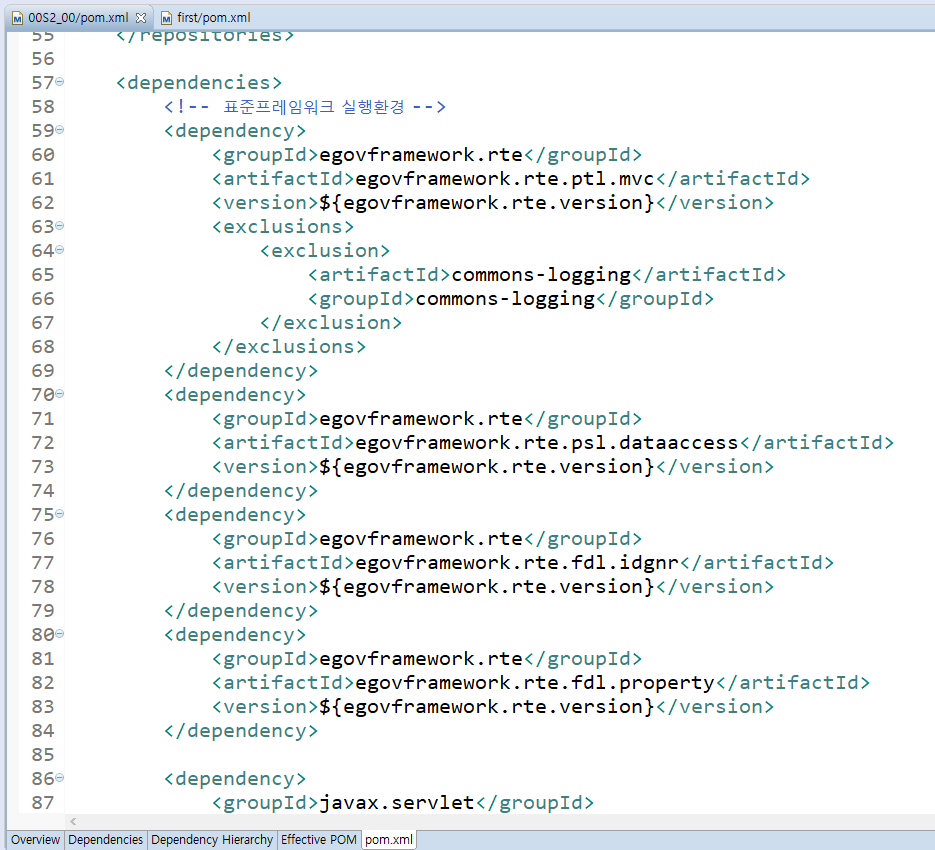 00S2_00/pom.xml
first/pom.xml
55 </repositories>
56
57 <dependencies>
58 <!-- 표준프레임워크 실행환경 -->
59 <dependency>
60 <groupId>egovframework.rte</groupId>
61 <artifactId>egovframework.rte.ptl.mvc</artifactId>
62 <version>${egovframework.rte.version}</version>
63 <exclusions>
64 <exclusion>
65 <artifactId>commons-logging</artifactId>
66 <groupId>commons-logging</groupId>
67 </exclusion>
68 </exclusions>
69 </dependency>
70 <dependency>
71 <groupId>egovframework.rte</groupId>
72 <artifactId>egovframework.rte.psl.dataaccess</artifactId>
73 <version>${egovframework.rte.version}</version>
74 </dependency>
75 <dependency>
76 <groupId>egovframework.rte</groupId>
77 <artifactId>egovframework.rte.fdl.idgnr</artifactId>
78 <version>${egovframework.rte.version}</version>
79 </dependency>
80 <dependency>
81 <groupId>egovframework.rte</groupId>
82 <artifactId>egovframework.rte.fdl.property</artifactId>
83 <version>${egovframework.rte.version}</version>
84 </dependency>
85
86 <dependency>
87 <groupId>javax.servlet</groupId>
Overview Dependencies Dependency Hierarchy Effective POM pom.xml